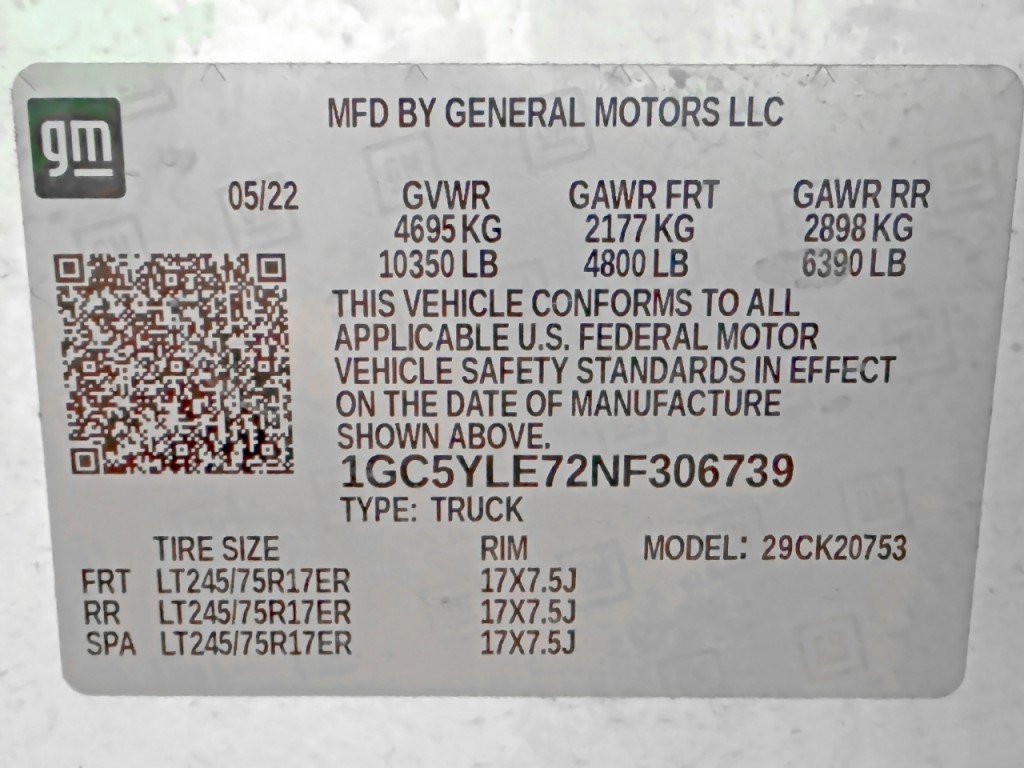 gm
MFD BY GENERAL MOTORS LLC
05/22 GVWR GAWR FRT GAWR RR
4695 KG 2177 KG 2898 KG
10350 LB 4800 LB 6390 LB
THIS VEHICLE CONFORMS TO ALL
APPLICABLE U.S. FEDERAL MOTOR
VEHICLE SAFETY STANDARDS IN EFFECT
ON THE DATE OF MANUFACTURE
SHOWN ABOVE.
1GC5YLE72NF306739
TYPE: TRUCK
TIRE SIZE RIM MODEL: 29CK20753
FRT LT245/75R17ER 17X7.5J
RR LT245/75R17ER 17X7.5J
SPA LT245/75R17ER 17X7.5J